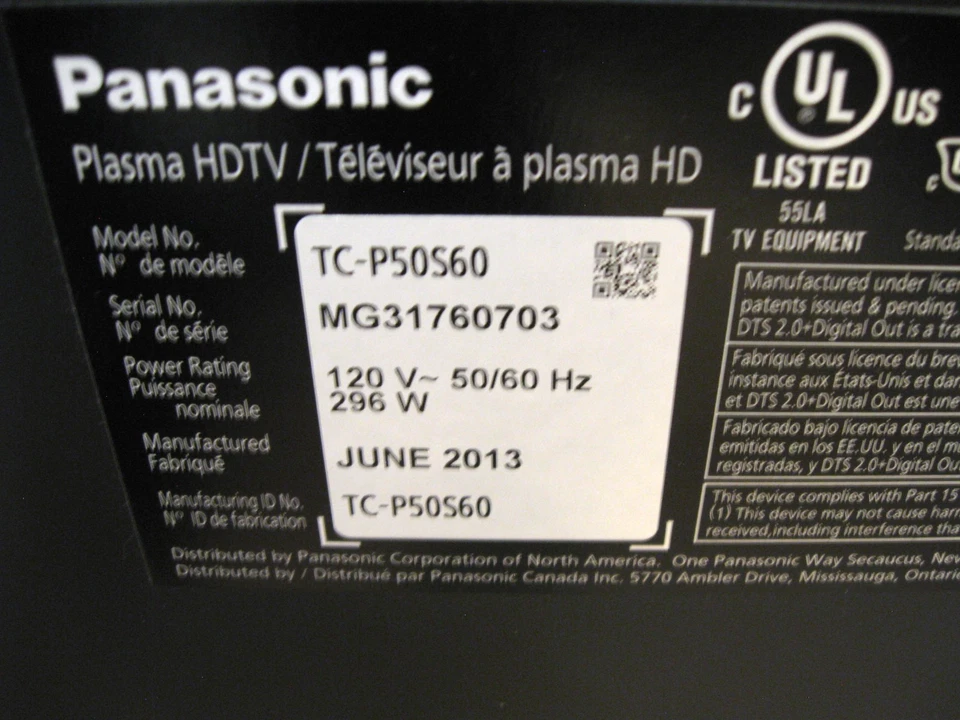 Panasonic
Plasma HDTV / Téléviseur à plasma HD
C UL US
LISTED
55LA
TV EQUIPMENT
Model No.
Nº de modèle
TC-P50S60
Serial No.
Nº de série
MG31760703
Power Rating
Puissance
nominale
120 V~ 50/60 Hz
296 W
Manufactured
Fabriqué
JUNE 2013
Manufacturing ID No.
Nº ID de fabrication
TC-P50S60
Manufactured under
patents issued & pending.
DTS 2.0+Digital Out is a
Fabriqué sous licence du
instance aux États-Unis et
et DTS 2.0+Digital Out est une
Fabricado bajo licencia de
emitidas en los EE.UU. y en el
registradas, y DTS 2.0+Digital
This device complies with Part 15
(1) This device may not cause
received, including interference
Distributed by Panasonic Corporation of North America, One Panasonic Way Secaucus,
Distributed by / Distribué par Panasonic Canada Inc. 5770 Ambler Drive, Mississauga,